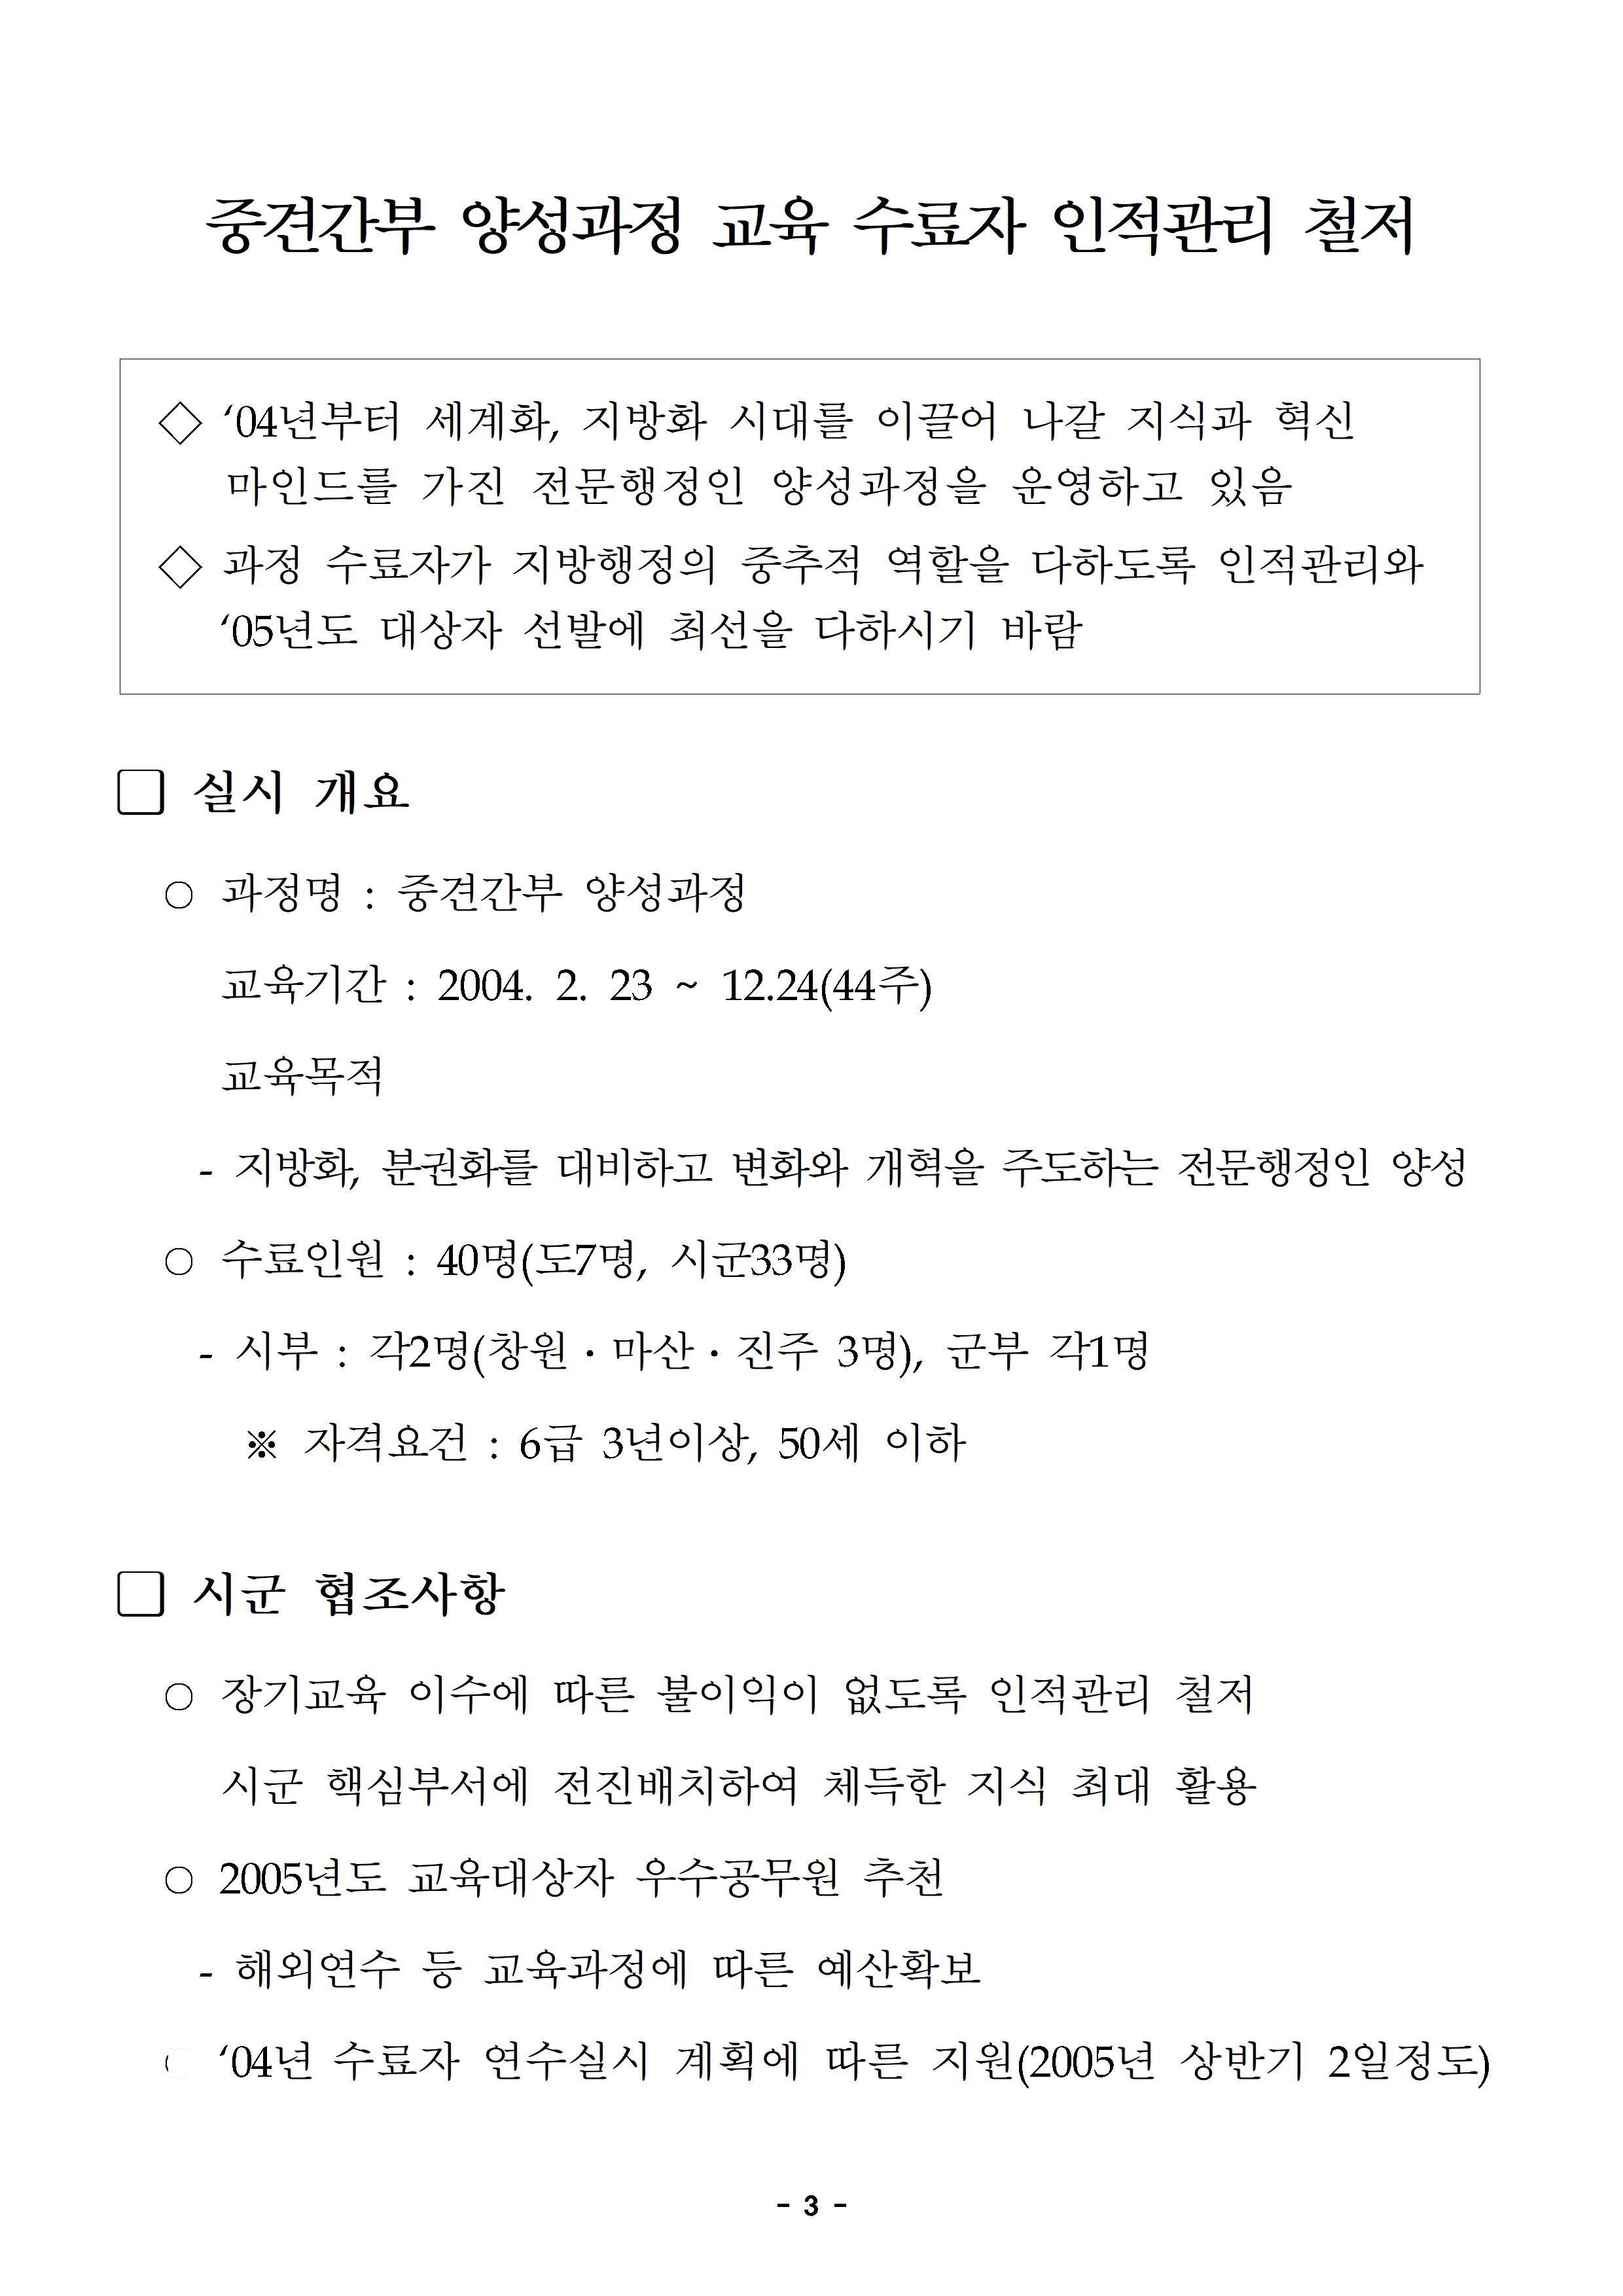 중견간부 양성과정 교육 수료자 인적관리 철저
◇ ‘04년부터 세계화, 지방화 시대를 이끌어 나갈 지식과 혁신
마인드를 가진 전문행정인 양성과정을 운영하고 있음
◇ 과정 수료자가 지방행정의 중추적 역할을 다하도록 인적관리와
‘05년도 대상자 선발에 최선을 다하시기 바람
□ 실시 개요
○ 과정명 : 중견간부 양성과정
교육기간 : 2004. 2. 23 ~ 12.24(44주)
교육목적
- 지방화, 분권화를 대비하고 변화와 개혁을 주도하는 전문행정인 양성
○ 수료인원 : 40명(도7명, 시군33명)
- 시부 : 각2명(창원・마산・진주 3명), 군부 각1명
※ 자격요건 : 6급 3년이상, 50세 이하
□ 시군 협조사항
○ 장기교육 이수에 따른 불이익이 없도록 인적관리 철저
시군 핵심부서에 전진배치하여 체득한 지식 최대 활용
○ 2005년도 교육대상자 우수공무원 추천
- 해외연수 등 교육과정에 따른 예산확보
○ ‘04년 수료자 연수실시 계획에 따른 지원(2005년 상반기 2일정도)
- 3 -